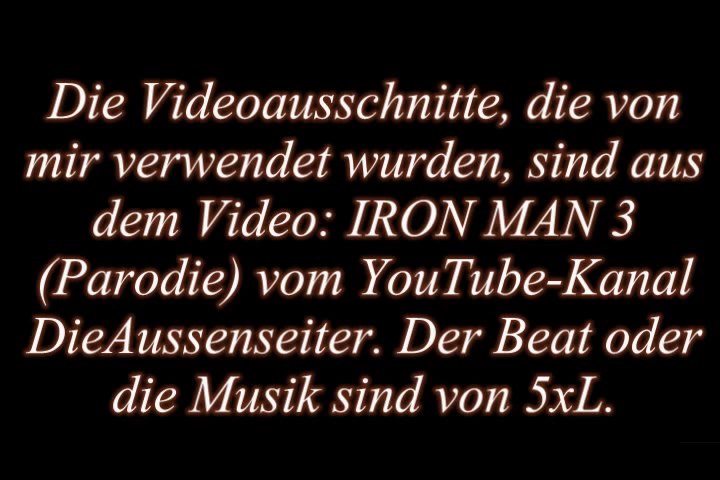 Die Videoausschnitte, die von
mir verwendet wurden, sind aus
dem Video: IRON MAN 3
(Parodie) vom YouTube-Kanal
DieAussenseiter. Der Beat oder
die Musik sind von 5xL.